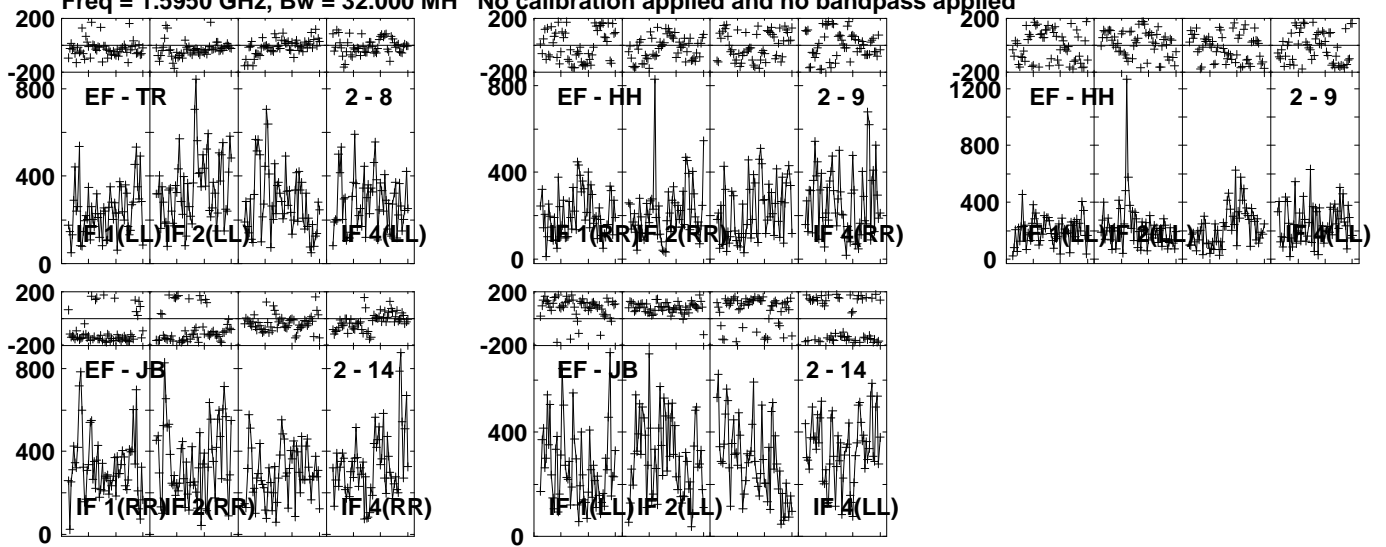 Freq = 1.5950 GHz, Bw = 32.000 MH No calibration applied and no bandpass applied
200
-200
800
400
0
EF - TR
2 - 8
IF 1(LL)
IF 2(LL)
IF 4(LL)
200
-200
800
400
0
EF - HH
2 - 9
IF 1(RR)
IF 2(RR)
IF 4(RR)
200
-200
1200
800
400
0
EF - HH
2 - 9
IF 1(LL)
IF 2(LL)
IF 4(LL)
200
-200
800
400
0
EF - JB
2 - 14
IF 1(RR)
IF 2(RR)
IF 4(RR)
200
-200
400
0
EF - JB
2 - 14
IF 1(LL)
IF 2(LL)
IF 4(LL)